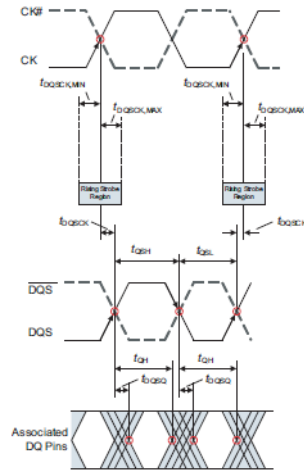 CK#
CK
tDQSCK,MIN
tDQSCK,MAX
tDQSCK,MIN
tDQSCK,MAX
Rising Strobe
Region
Rising Strobe
Region
tDQSCK
tDQSCK
tQSH
tQSL
DQS
DQS
tQH
tQH
tDQSQ
tDQSQ
Associated
DQ Pins